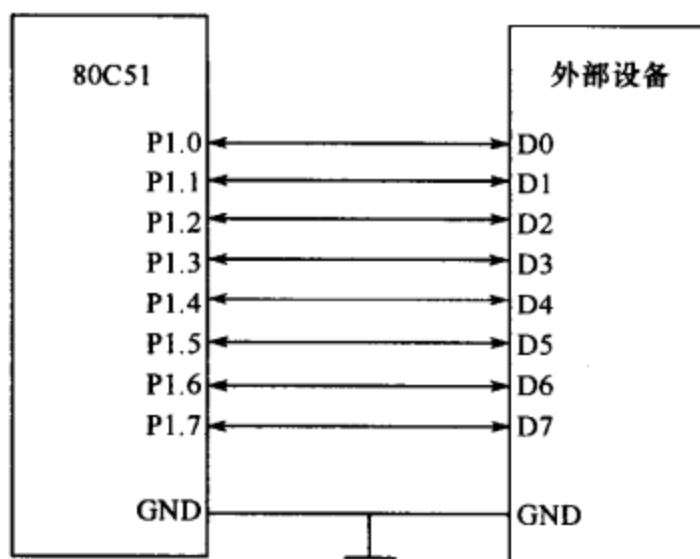 80C51
外部设备
P1.0 D0
P1.1 D1
P1.2 D2
P1.3 D3
P1.4 D4
P1.5 D5
P1.6 D6
P1.7 D7
GND GND